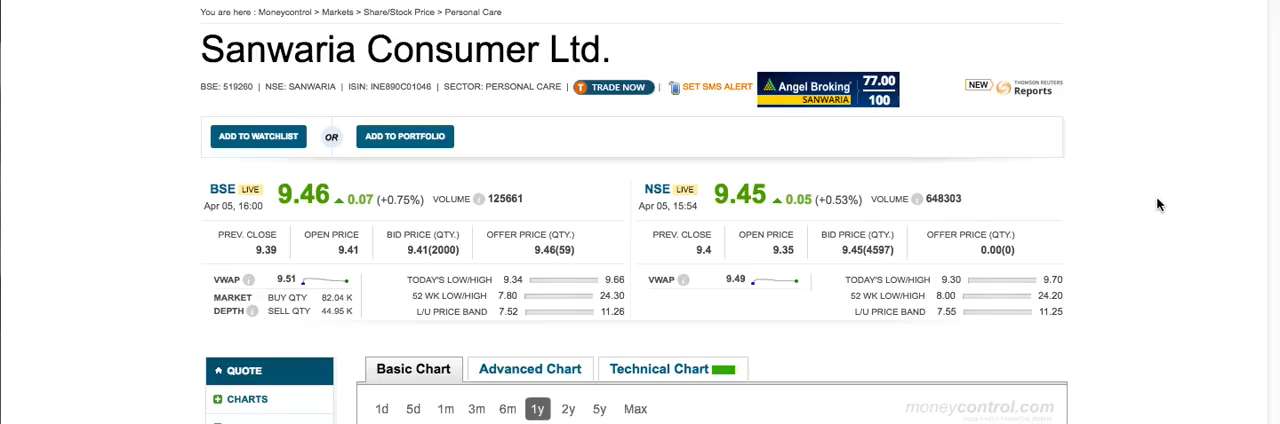 You are here : Moneycontrol > Markets > Share/Stock Price > Personal Care
Sanwaria Consumer Ltd.
BSE: 519260 | NSE: SANWARIA | ISIN: INE890C01046 | SECTOR: PERSONAL CARE | TRADE NOW | SET SMS ALERT
Angel Broking 77.00
SANWARIA 100
NEW THOMSON REUTERS
Reports
ADD TO WATCHLIST OR ADD TO PORTFOLIO
BSE LIVE 9.46 0.07 (+0.75%) VOLUME 125661
Apr 05, 16:00
PREV. CLOSE OPEN PRICE BID PRICE (QTY.) OFFER PRICE (QTY.)
9.39 9.41 9.41(2000) 9.46(59)
VWAP 9.51 TODAY'S LOW/HIGH 9.34 9.66
MARKET BUY QTY 82.04 K 52 WK LOW/HIGH 7.80 24.30
DEPTH SELL QTY 44.95 K L/U PRICE BAND 7.52 11.26
NSE LIVE 9.45 0.05 (+0.53%) VOLUME 648303
Apr 05, 15:54
PREV. CLOSE OPEN PRICE BID PRICE (QTY.) OFFER PRICE (QTY.)
9.4 9.35 9.45(4597) 0.00(0)
VWAP 9.49 TODAY'S LOW/HIGH 9.30 9.70
52 WK LOW/HIGH 8.00 24.20
L/U PRICE BAND 7.55 11.25
QUOTE
CHARTS
Basic Chart Advanced Chart Technical Chart
1d 5d 1m 3m 6m 1y 2y 5y Max
moneycontrol.com